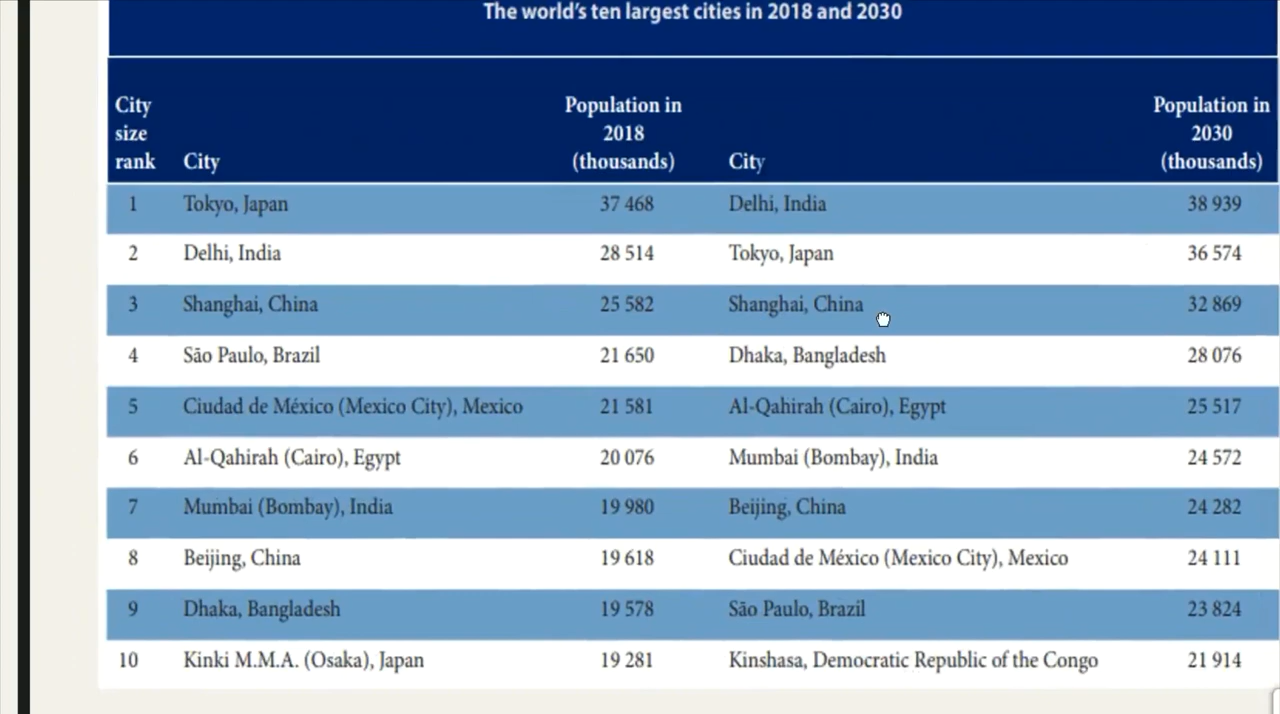 The world's ten largest cities in 2018 and 2030
City size rank City Population in 2018 (thousands) City Population in 2030 (thousands)
1 Tokyo, Japan 37 468 Delhi, India 38 939
2 Delhi, India 28 514 Tokyo, Japan 36 574
3 Shanghai, China 25 582 Shanghai, China 32 869
4 São Paulo, Brazil 21 650 Dhaka, Bangladesh 28 076
5 Ciudad de México (Mexico City), Mexico 21 581 Al-Qahirah (Cairo), Egypt 25 517
6 Al-Qahirah (Cairo), Egypt 20 076 Mumbai (Bombay), India 24 572
7 Mumbai (Bombay), India 19 980 Beijing, China 24 282
8 Beijing, China 19 618 Ciudad de México (Mexico City), Mexico 24 111
9 Dhaka, Bangladesh 19 578 São Paulo, Brazil 23 824
10 Kinki M.M.A. (Osaka), Japan 19 281 Kinshasa, Democratic Republic of the Congo 21 914